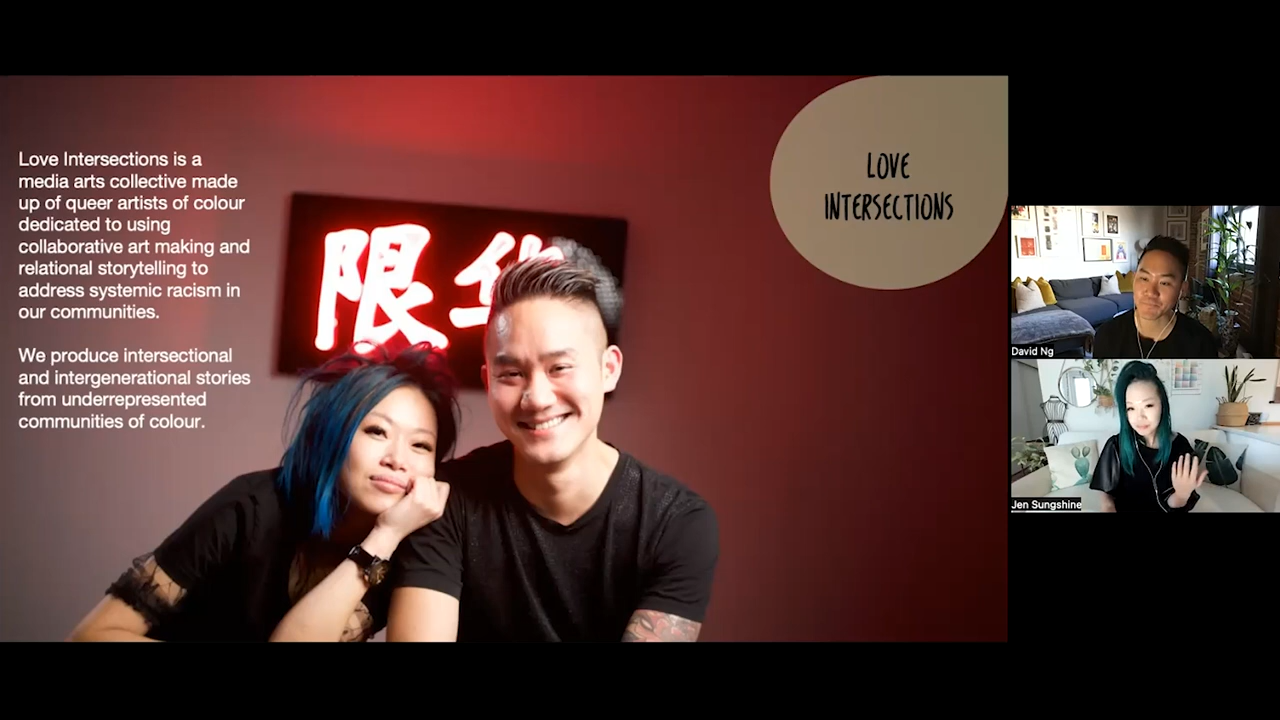 Love Intersections is a
media arts collective made
up of queer artists of colour
dedicated to using
collaborative art making and
relational storytelling to
address systemic racism in
our communities.
We produce intersectional
and intergenerational stories
from underrepresented
communities of colour.
限
LOVE
INTERSECTIONS
David Ng
Jen Sungshine